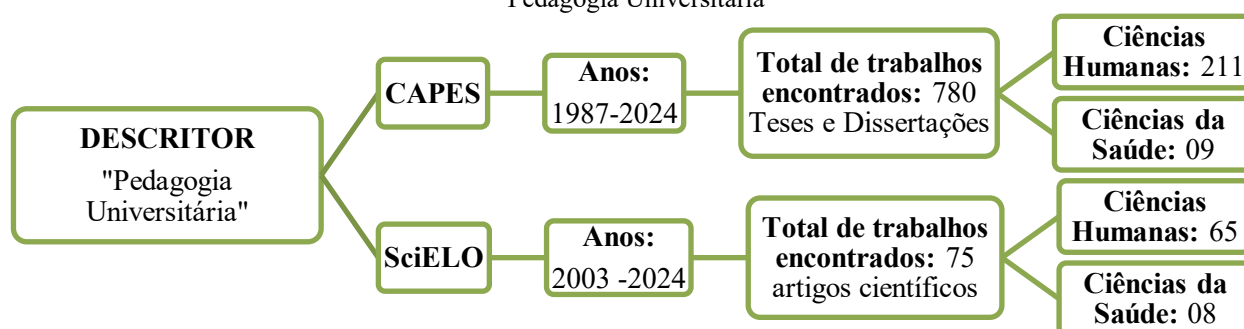 Pedagogia Universitária
DESCRITOR
"Pedagogia
Universitária"
CAPES
Anos:
1987-2024
Total de trabalhos
encontrados: 780
Teses e Dissertações
Ciências
Humanas: 211
Ciências da
Saúde: 09
SciELO
Anos:
2003 -2024
Total de trabalhos
encontrados: 75
artigos científicos
Ciências
Humanas: 65
Ciências da
Saúde: 08